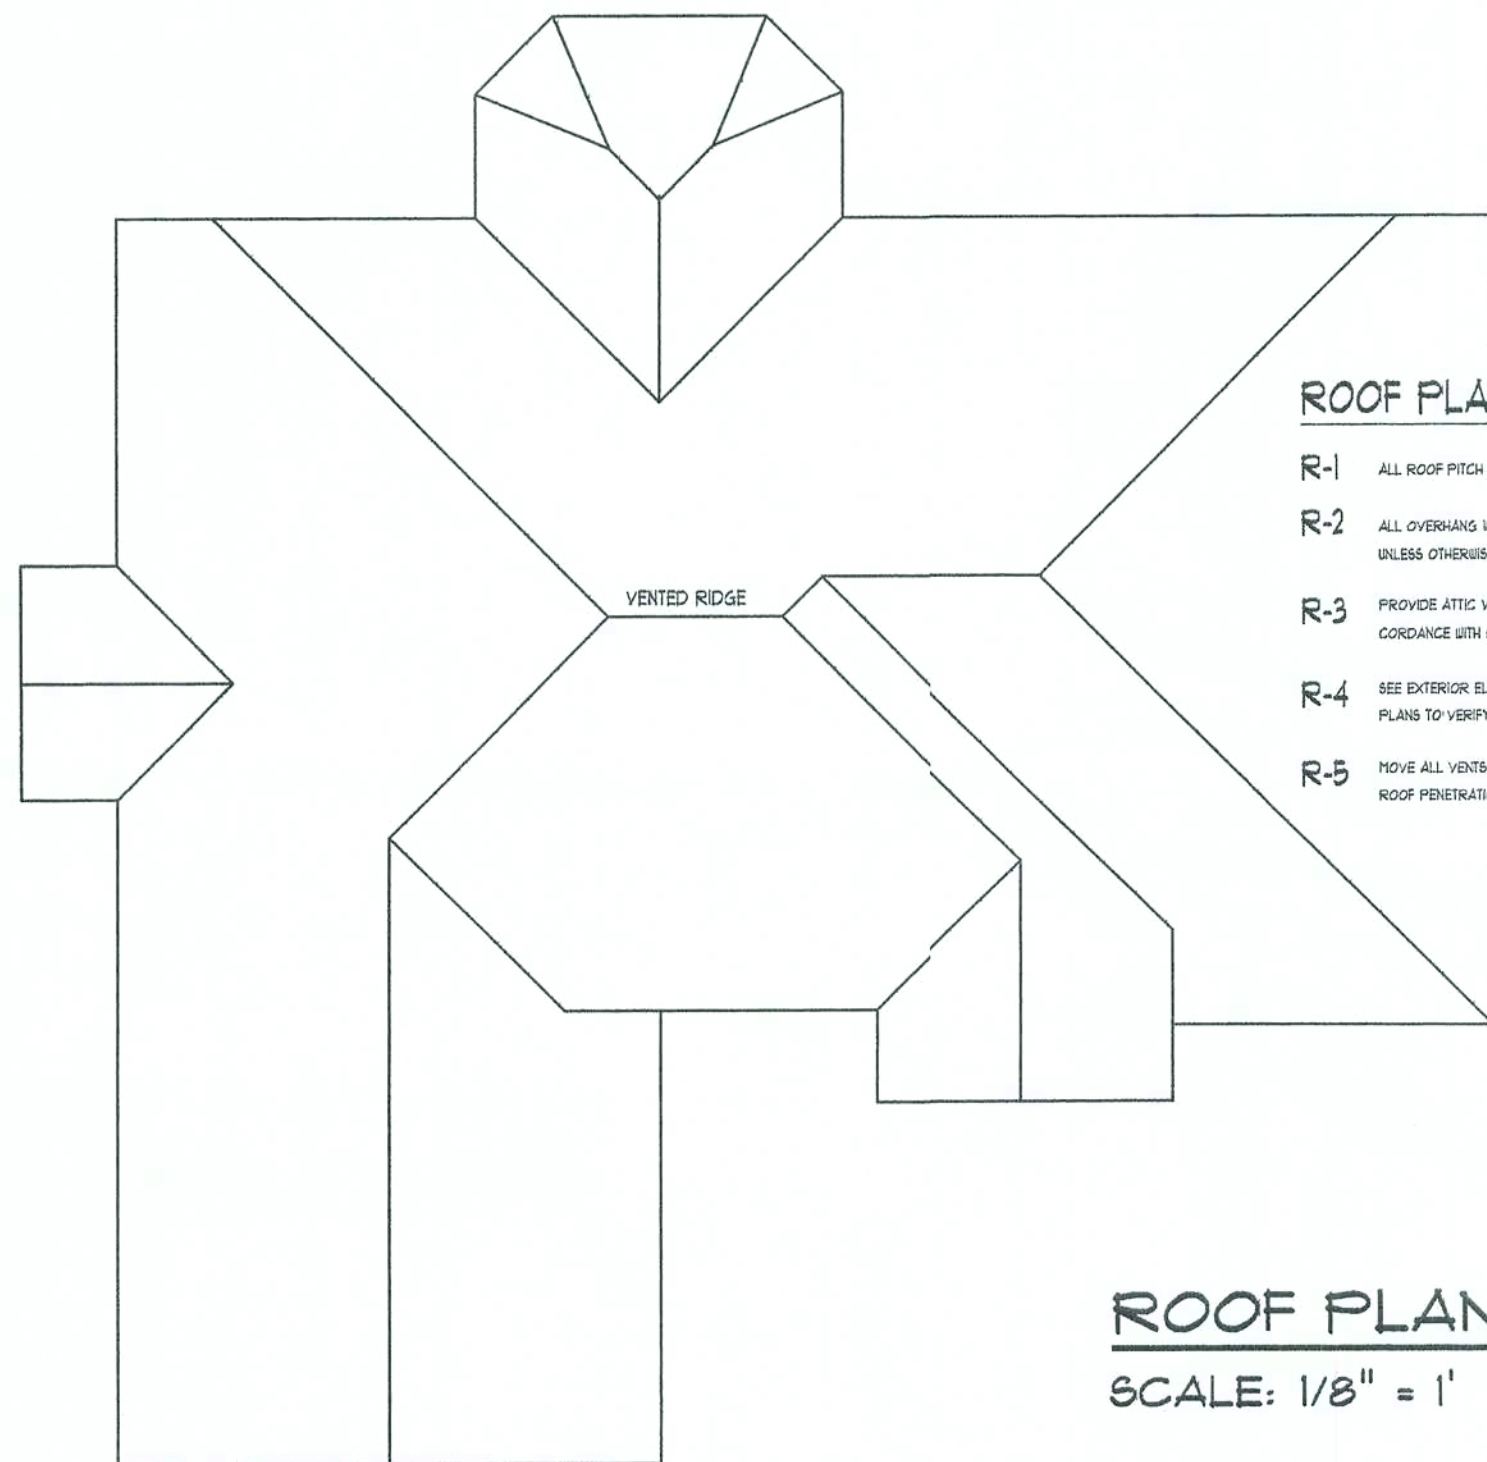 VENTED RIDGE
ROOF PLA
R-1 ALL ROOF PITCH
R-2 ALL OVERHANG
UNLESS OTHERWIS
R-3 PROVIDE ATTIC V
CORDANCE WITH
R-4 SEE EXTERIOR EL
PLANS TO VERIFY
R-5 MOVE ALL VENTS
ROOF PENETRATI
ROOF PLAN
SCALE: 1/8" = 1'